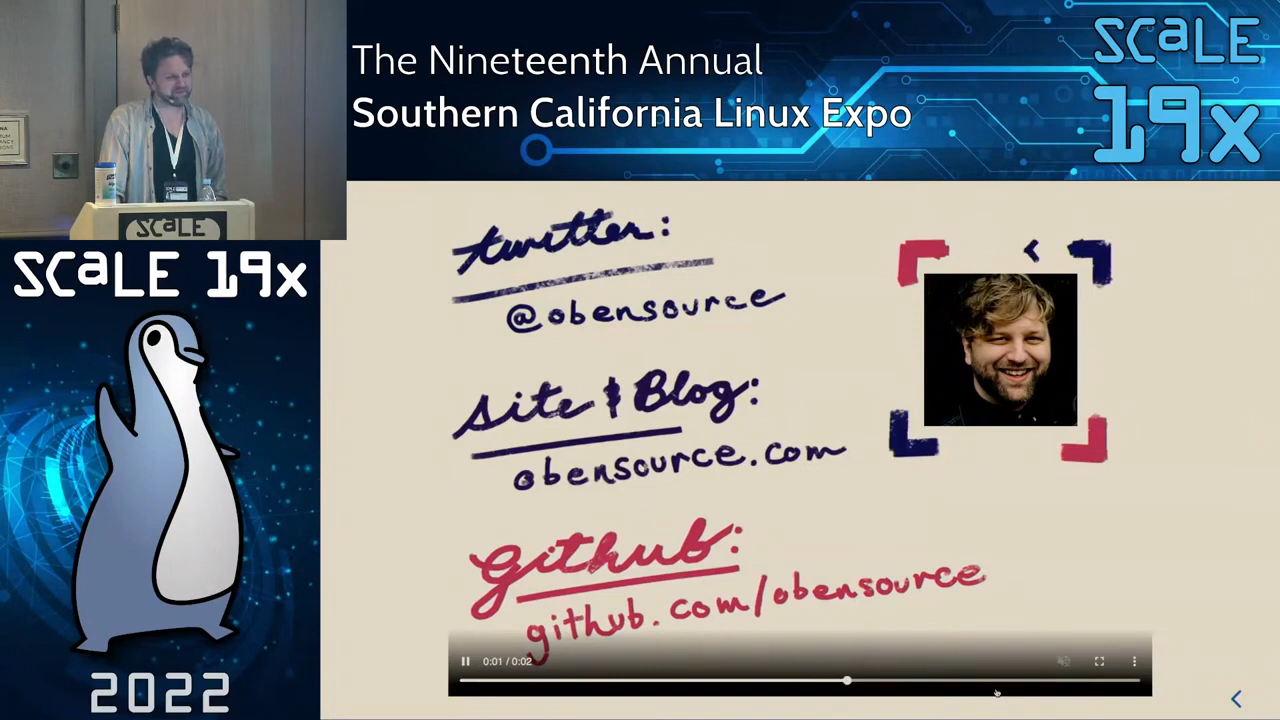 The Nineteenth Annual
Southern California Linux Expo
SCaLE
19x
SCaLE
SCaLE 19x
2022
twitter:
@obensource
site & Blog:
obensource.com
github:
github.com/obensource
0:01 / 0:02